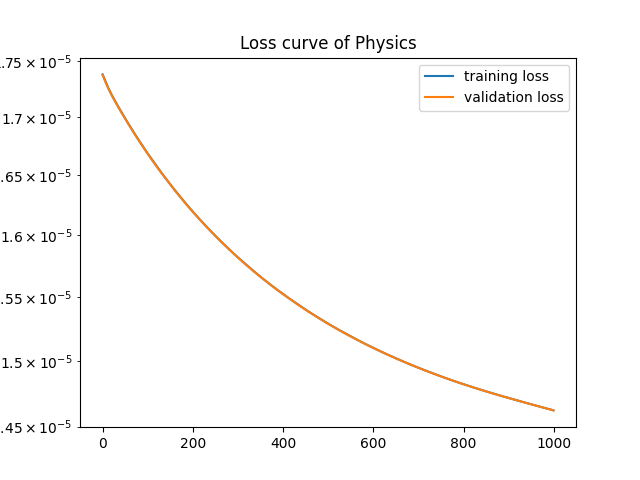 Loss curve of Physics
training loss
validation loss
.75 × 10⁻⁵
1.7 × 10⁻⁵
.65 × 10⁻⁵
1.6 × 10⁻⁵
.55 × 10⁻⁵
1.5 × 10⁻⁵
.45 × 10⁻⁵
0 200 400 600 800 1000